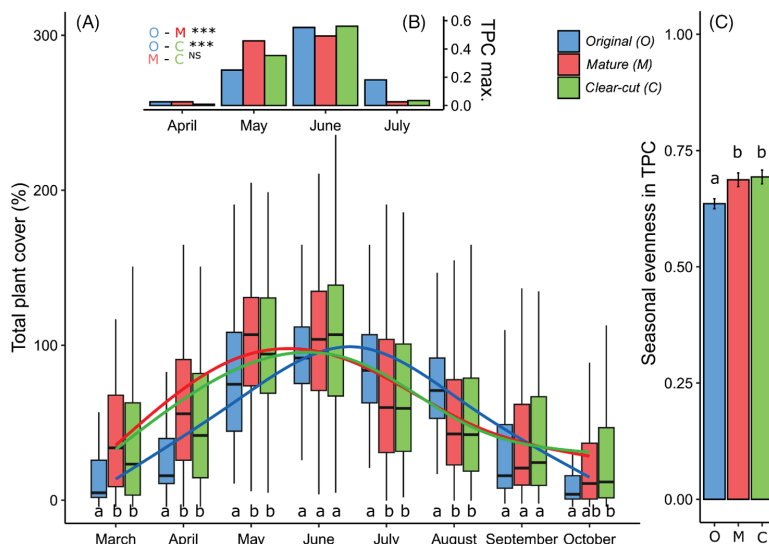 (A)
(B)
(C)
O - M ***
O - C ***
M - C NS
Original (O)
Mature (M)
Clear-cut (C)
TPC max.
0.6
0.4
0.2
0.0
April May June July
Total plant cover (%)
300
200
100
0
a b b a b b a b b a a a a b b a b b a a a a ab b
March April May June July August September October
Seasonal evenness in TPC
1.00
0.75
0.50
0.25
0.00
a b b
O M C